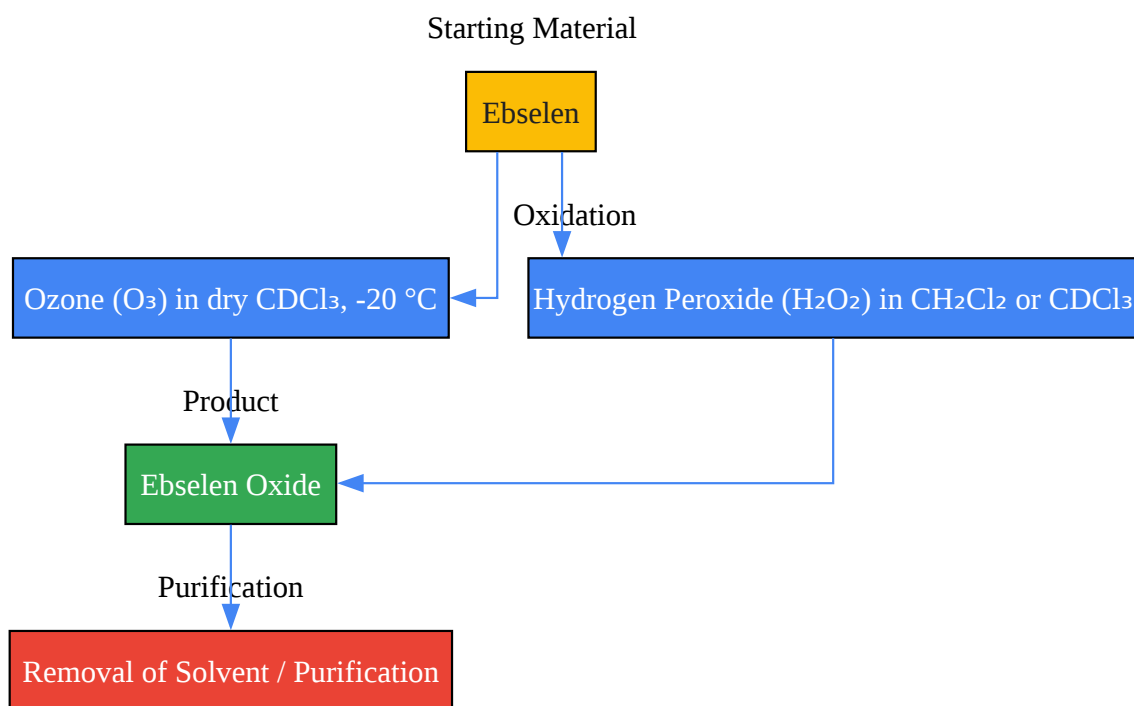 Starting Material
Ebselen
Oxidation
Ozone (O₃) in dry CDCl₃, -20 °C
Hydrogen Peroxide (H₂O₂) in CH₂Cl₂ or CDCl₃
Product
Ebselen Oxide
Purification
Removal of Solvent / Purification